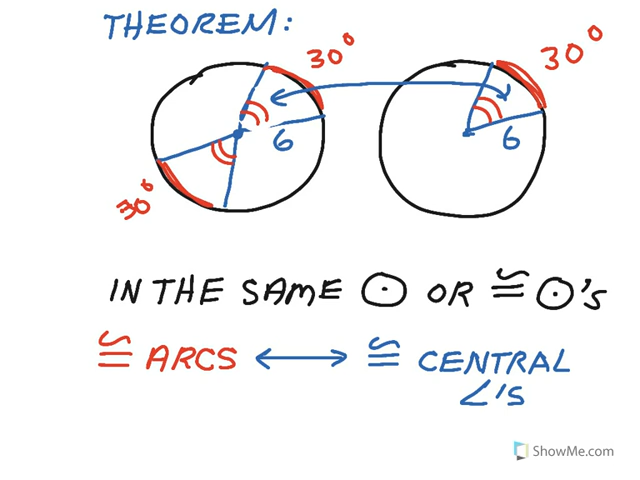 THEOREM:
30°
30°
6
6
30°
IN THE SAME ⊙ OR ≅ ⊙'s
≅ ARCS ⟷ ≅ CENTRAL
∠'s
ShowMe.com